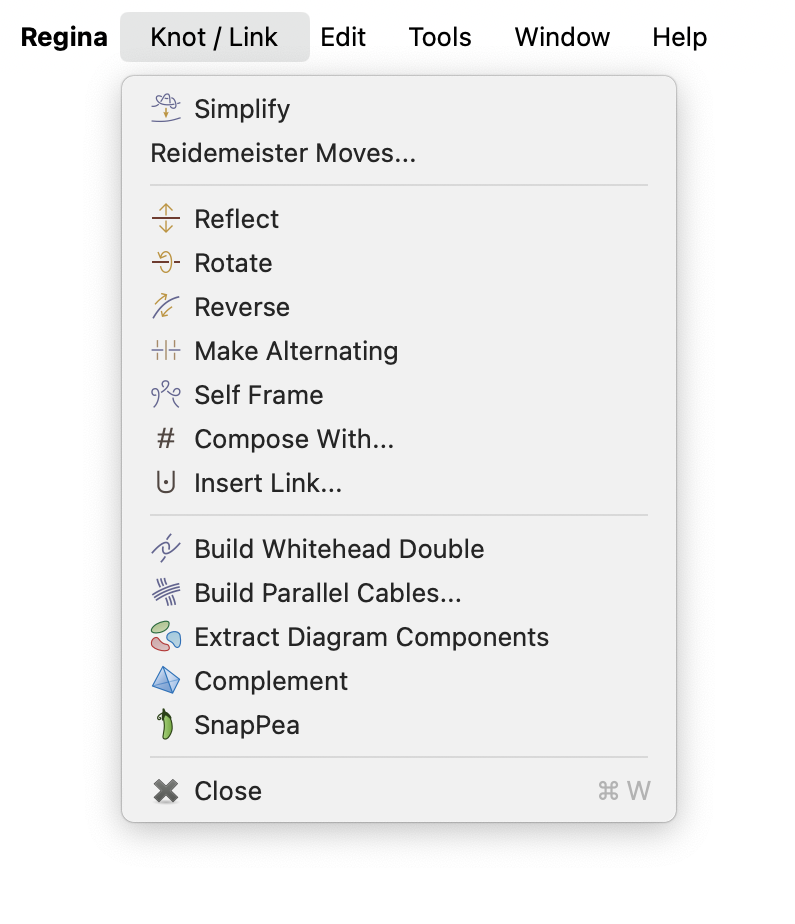 Regina Knot / Link Edit Tools Window Help
Simplify
Reidemeister Moves...
Reflect
Rotate
Reverse
Make Alternating
Self Frame
# Compose With...
Insert Link...
Build Whitehead Double
Build Parallel Cables...
Extract Diagram Components
Complement
SnapPea
Close ⌘ W